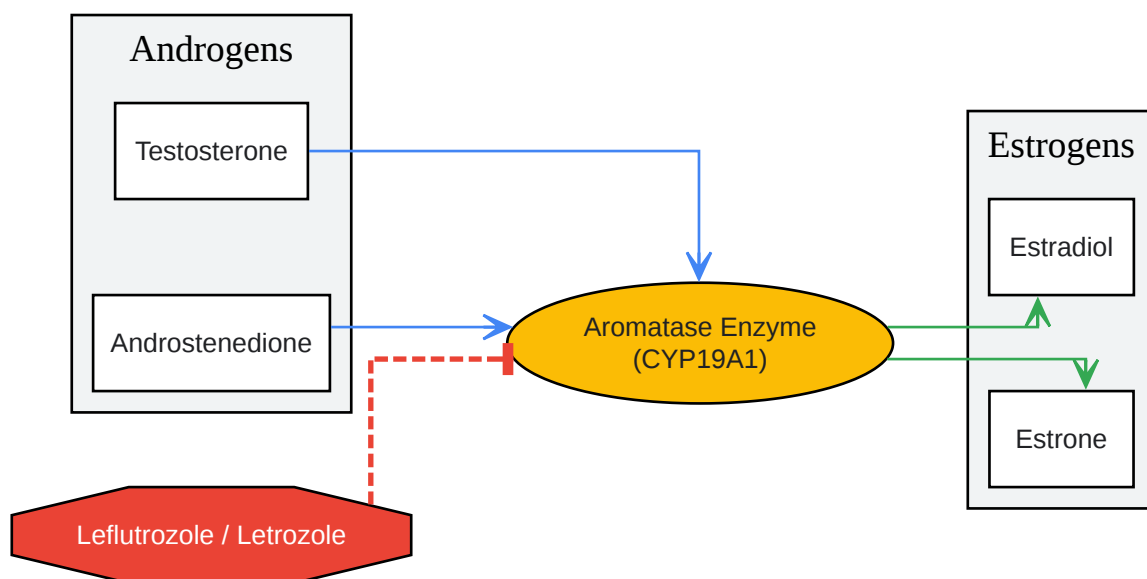 Androgens
Testosterone
Androstenedione
Leflutrozole / Letrozole
Aromatase Enzyme
(CYP19A1)
Estrogens
Estradiol
Estrone